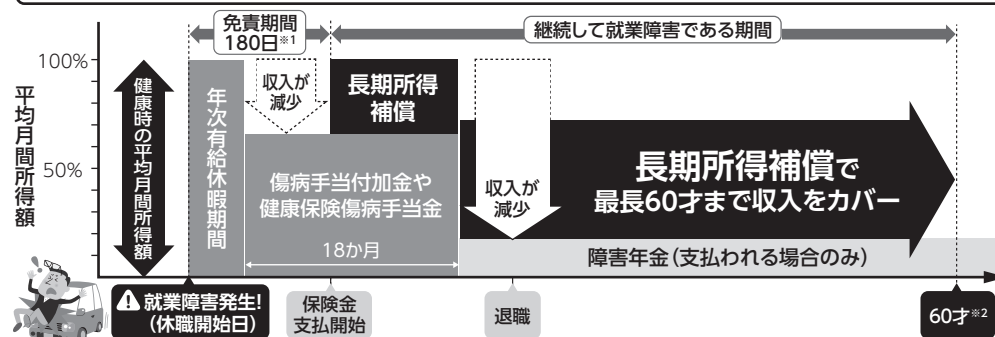 免責期間
180日※1
継続して就業障害である期間
平均月間所得額
100%
50%
健康時の平均月間所得額
年次有給休暇期間
収入が
減少
長期所得
補償
傷病手当付加金や
健康保険傷病手当金
18か月
収入が
減少
長期所得補償で
最長60才まで収入をカバー
障害年金(支払われる場合のみ)
就業障害発生!
(休職開始日)
保険金
支払開始
退職
60才※2